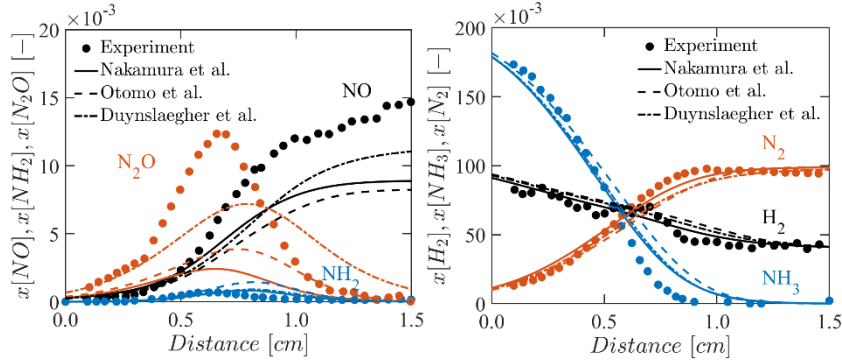 ×10⁻³
20
15
10
5
0
x[NO], x[NH₂], x[N₂O] [−]
Experiment
Nakamura et al.
Otomo et al.
Duynslaegher et al.
NO
N₂O
NH₂
0.0 0.5 1.0 1.5
Distance [cm]
×10⁻³
200
150
100
50
0
x[H₂], x[NH₃], x[N₂] [−]
Experiment
Nakamura et al.
Otomo et al.
Duynslaegher et al.
N₂
H₂
NH₃
0.0 0.5 1.0 1.5
Distance [cm]